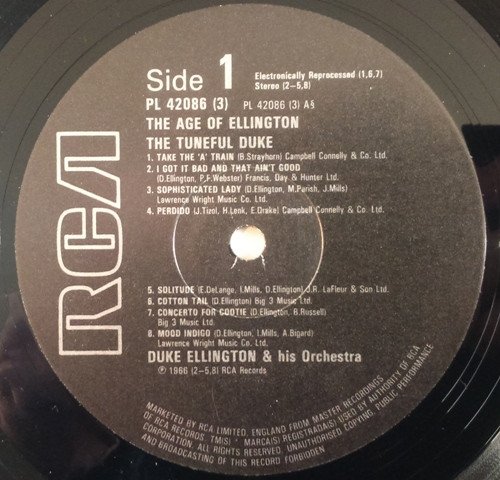 RCA
Side 1
Electronically Reprocessed (1,6,7)
Stereo (2-5,8)
PL 42086 (3) PL 42086 (3) A§
THE AGE OF ELLINGTON
THE TUNEFUL DUKE
1. TAKE THE 'A' TRAIN (B.Strayhorn) Campbell Connelly & Co. Ltd.
2. I GOT IT BAD AND THAT AIN'T GOOD
(D.Ellington, P.F.Webster) Francis, Day & Hunter Ltd.
3. SOPHISTICATED LADY (D.Ellington, M.Parish, J.Mills)
Lawrence Wright Music Co. Ltd.
4. PERDIDO (J.Tizol, H.Lenk, E.Drake) Campbell Connelly & Co. Ltd.
5. SOLITUDE (E.DeLange, I.Mills, D.Ellington) J.R. LaFleur & Son Ltd.
6. COTTON TAIL (D.Ellington) Big 3 Music Ltd.
7. CONCERTO FOR COOTIE (D.Ellington, B.Russell)
Big 3 Music Ltd.
8. MOOD INDIGO (D.Ellington, I.Mills, A.Bigard)
Lawrence Wright Music Co. Ltd.
DUKE ELLINGTON & his Orchestra
℗ 1966 (2-5,8) RCA Records
MARKETED BY RCA LIMITED, ENGLAND FROM MASTER RECORDINGS
OF RCA RECORDS. TM(S) ® MARCA(S) REGISTRADA(S) USED BY AUTHORITY OF RCA
ALL RIGHTS RESERVED. UNAUTHORISED COPYING, PUBLIC PERFORMANCE
AND BROADCASTING OF THIS RECORD FORBIDDEN